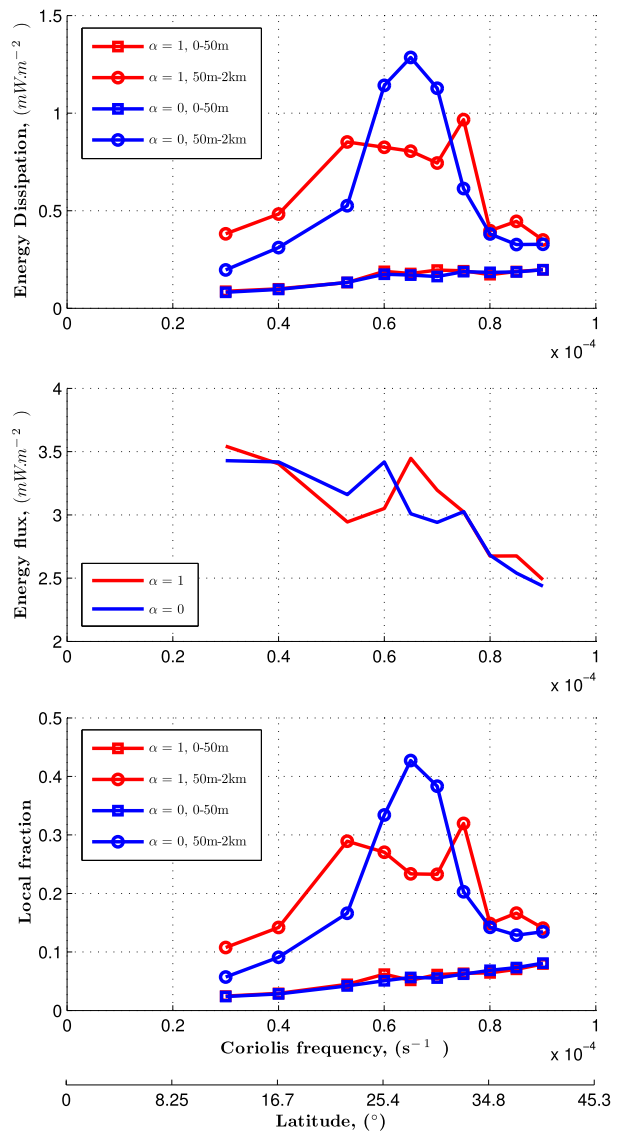 Energy Dissipation, (mW.m⁻² )
1.5
1
0.5
0
α = 1, 0-50m
α = 1, 50m-2km
α = 0, 0-50m
α = 0, 50m-2km
0 0.2 0.4 0.6 0.8 1
x 10⁻⁴
Energy flux, (mW.m⁻² )
4
3.5
3
2.5
2
α = 1
α = 0
0 0.2 0.4 0.6 0.8 1
x 10⁻⁴
Local fraction
0.5
0.4
0.3
0.2
0.1
0
α = 1, 0-50m
α = 1, 50m-2km
α = 0, 0-50m
α = 0, 50m-2km
0 0.2 0.4 0.6 0.8 1
Coriolis frequency, (s⁻¹ )
x 10⁻⁴
0 8.25 16.7 25.4 34.8 45.3
Latitude, (°)